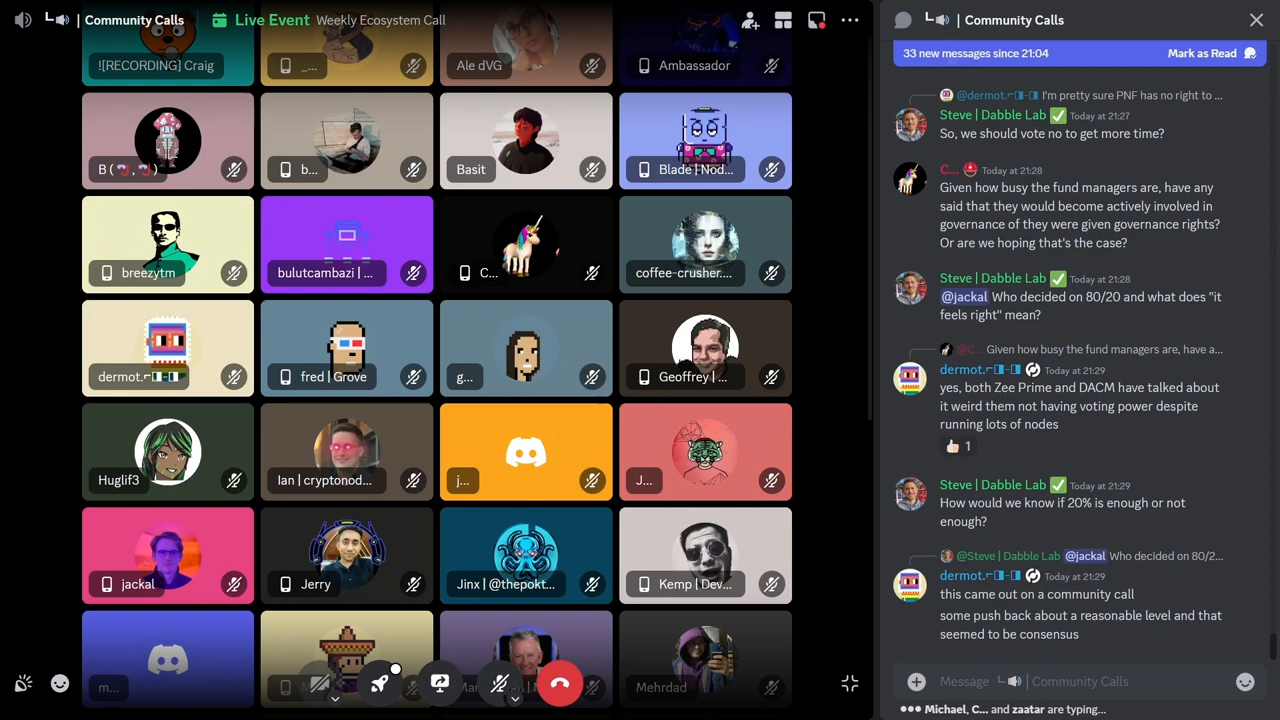 Community Calls
Live Event Weekly Ecosystem Call
![RECORDING] Craig
_...
Ale dVG
Ambassador
B (
b...
Basit
Blade | Nod...
breezytm
bulutcambazi | ...
C...
coffee-crusher....
dermot.
fred | Grove
g...
Geoffrey | ...
Huglif3
Ian | cryptonod...
j...
J...
jackal
Jerry
Jinx | @thepokt...
Kemp | Dev...
m...
Mehrdad
Community Calls
33 new messages since 21:04 Mark as Read
@dermot. I'm pretty sure PNF has no right to ...
Steve | Dabble Lab ✅ Today at 21:27
So, we should vote no to get more time?
C... Today at 21:28
Given how busy the fund managers are, have any
said that they would become actively involved in
governance of they were given governance rights?
Or are we hoping that's the case?
Steve | Dabble Lab ✅ Today at 21:28
@jackal Who decided on 80/20 and what does "it
feels right" mean?
@C... Given how busy the fund managers are, have a...
dermot. Today at 21:29
yes, both Zee Prime and DACM have talked about
it weird them not having voting power despite
running lots of nodes
👍🏻 1
Steve | Dabble Lab ✅ Today at 21:29
How would we know if 20% is enough or not
enough?
@Steve | Dabble Lab @jackal Who decided on 80/2...
dermot. Today at 21:29
this came out on a community call
some push back about a reasonable level and that
seemed to be consensus
Message Community Calls
Michael, C... and zaatar are typing...